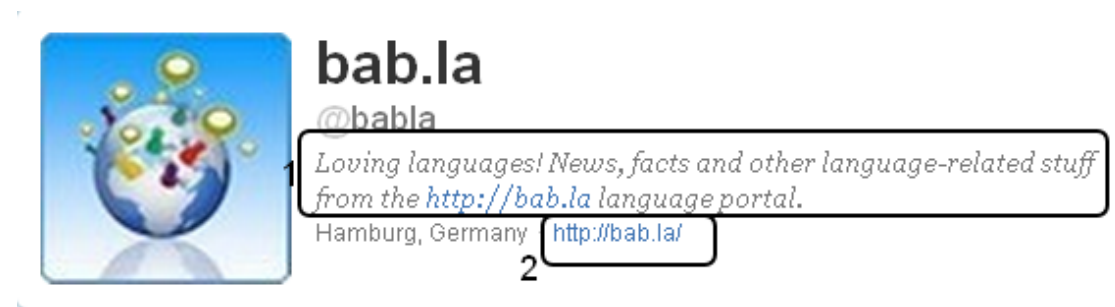 bab.la
@babla
1 Loving languages! News, facts and other language-related stuff
from the http://bab.la language portal.
Hamburg, Germany · http://bab.la/
2